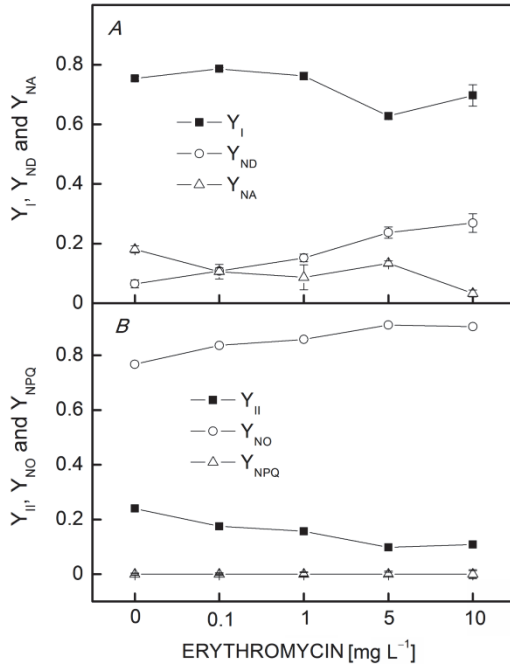 A
0.8
0.6
0.4
0.2
0
Y_I, Y_ND and Y_NA
Y_I
Y_ND
Y_NA
B
0.8
0.6
0.4
0.2
0
Y_II, Y_NO and Y_NPQ
Y_II
Y_NO
Y_NPQ
0 0.1 1 5 10
ERYTHROMYCIN [mg L⁻¹]